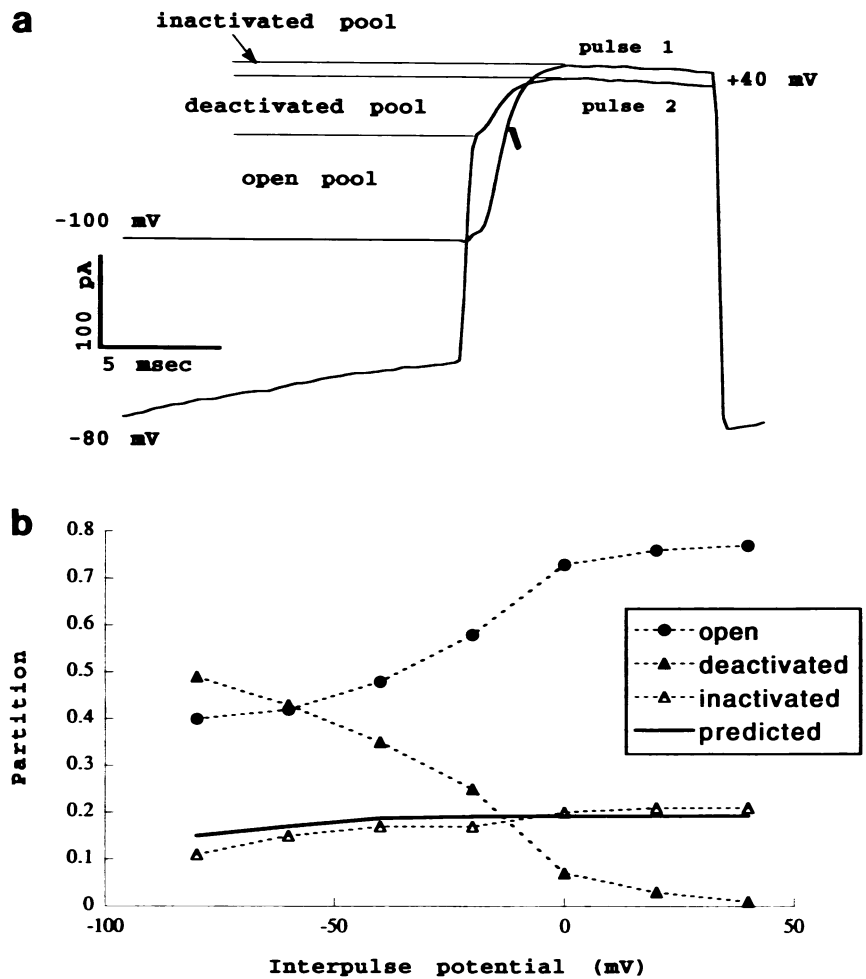 a
inactivated pool
pulse 1
+40 mV
deactivated pool
pulse 2
open pool
-100 mV
100 pA
5 msec
-80 mV
b
0.8
0.7
0.6
0.5
0.4
0.3
0.2
0.1
0
Partition
open
deactivated
inactivated
predicted
-100
-50
0
50
Interpulse potential (mV)